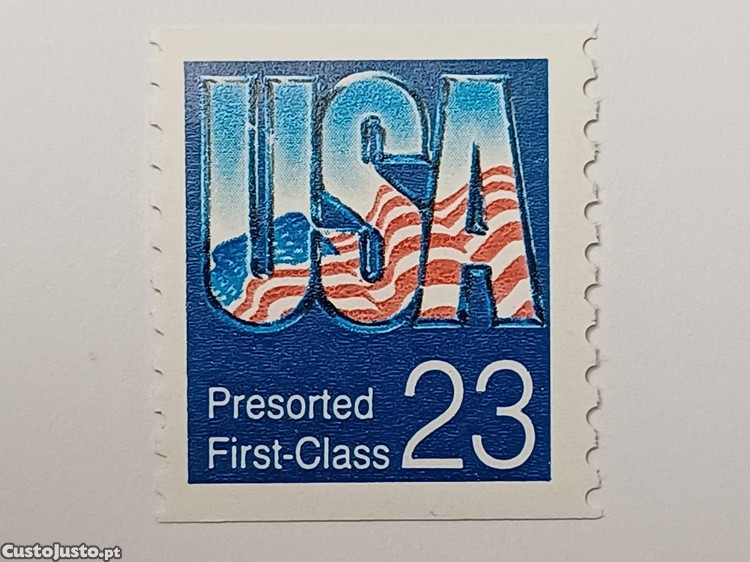 USA
Presorted
First-Class
23
CustoJusto.pt